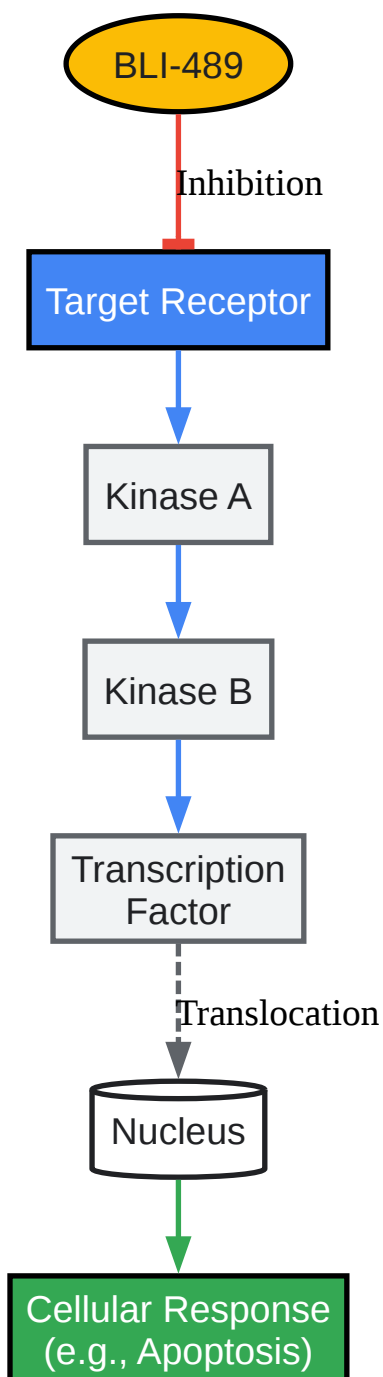 BLI-489
Inhibition
Target Receptor
Kinase A
Kinase B
Transcription
Factor
Translocation
Nucleus
Cellular Response
(e.g., Apoptosis)